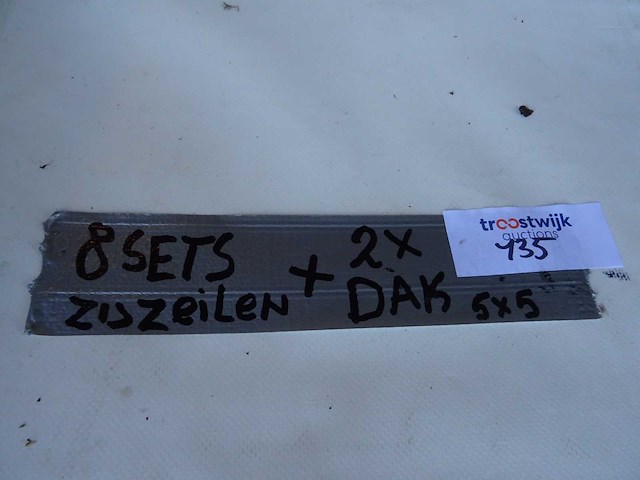 8 SETS + 2X
ZIJZEILEN DAK 5x5
troostwijk
auctions
435